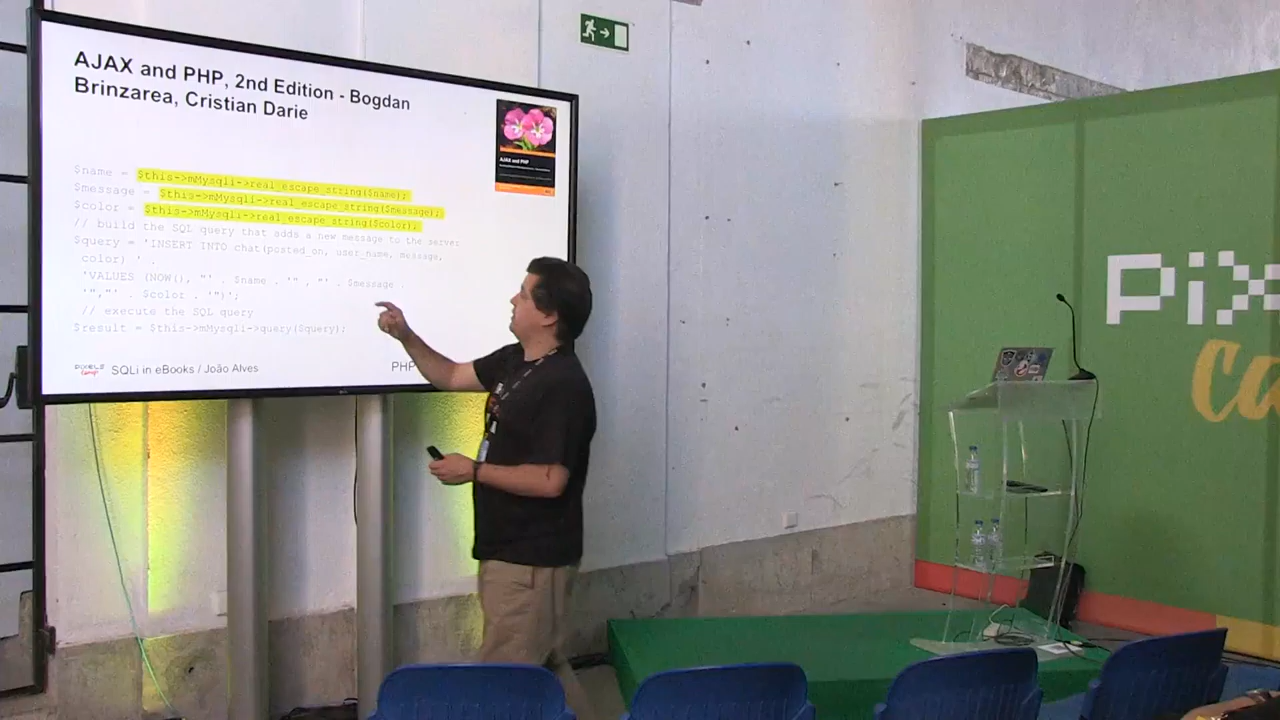 AJAX and PHP, 2nd Edition - Bogdan
Brinzarea, Cristian Darie
AJAX and PHP
$name = $this->mMysqli->real_escape_string($name);
$message = $this->mMysqli->real_escape_string($message);
$color = $this->mMysqli->real_escape_string($color);
// build the SQL query that adds a new message to the server
$query = 'INSERT INTO chat(posted_on, user_name, message,
color) ' .
'VALUES (NOW(), "' . $name . '" , "' . $message .
'","' . $color . '")';
// execute the SQL query
$result = $this->mMysqli->query($query);
PIXELS camp
SQLi in eBooks / João Alves
PHP
pix
ca